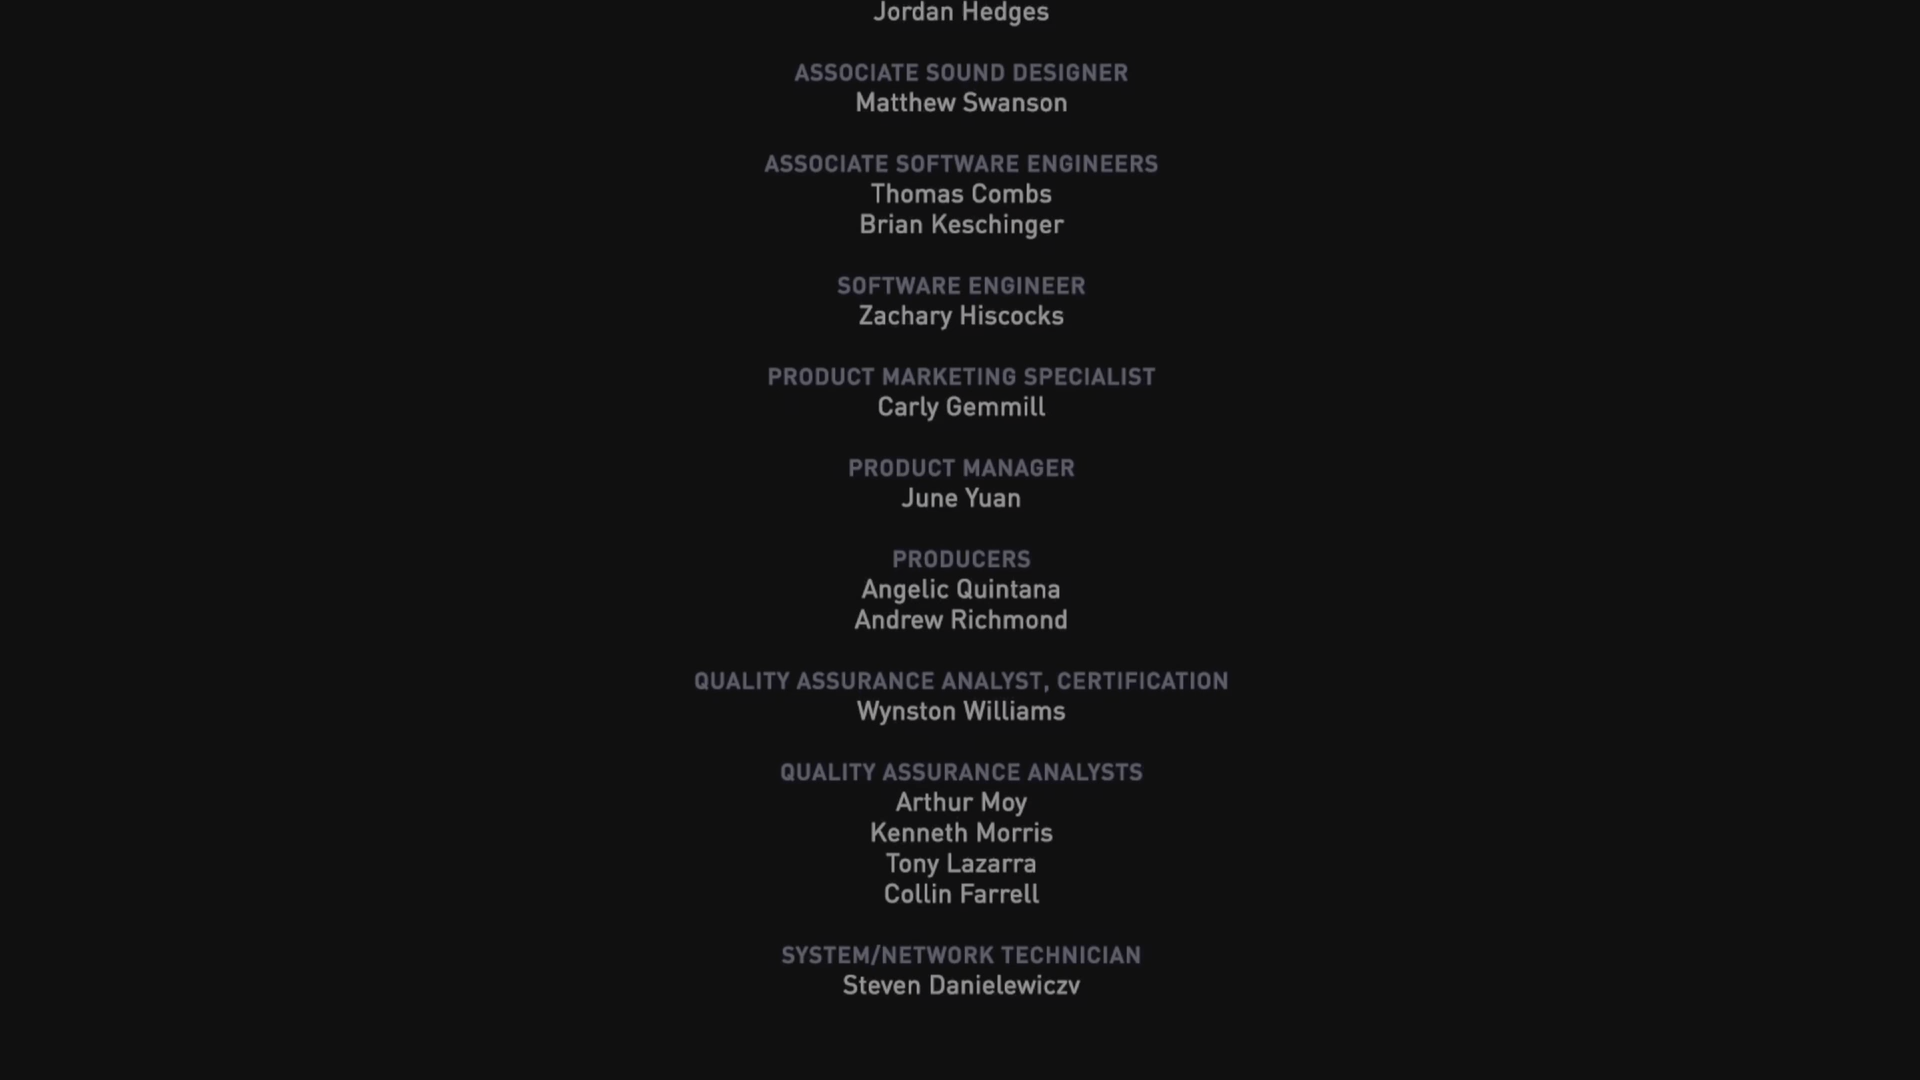 Jordan Hedges
ASSOCIATE SOUND DESIGNER
Matthew Swanson
ASSOCIATE SOFTWARE ENGINEERS
Thomas Combs
Brian Keschinger
SOFTWARE ENGINEER
Zachary Hiscocks
PRODUCT MARKETING SPECIALIST
Carly Gemmill
PRODUCT MANAGER
June Yuan
PRODUCERS
Angelic Quintana
Andrew Richmond
QUALITY ASSURANCE ANALYST, CERTIFICATION
Wynston Williams
QUALITY ASSURANCE ANALYSTS
Arthur Moy
Kenneth Morris
Tony Lazarra
Collin Farrell
SYSTEM/NETWORK TECHNICIAN
Steven Danielewiczv